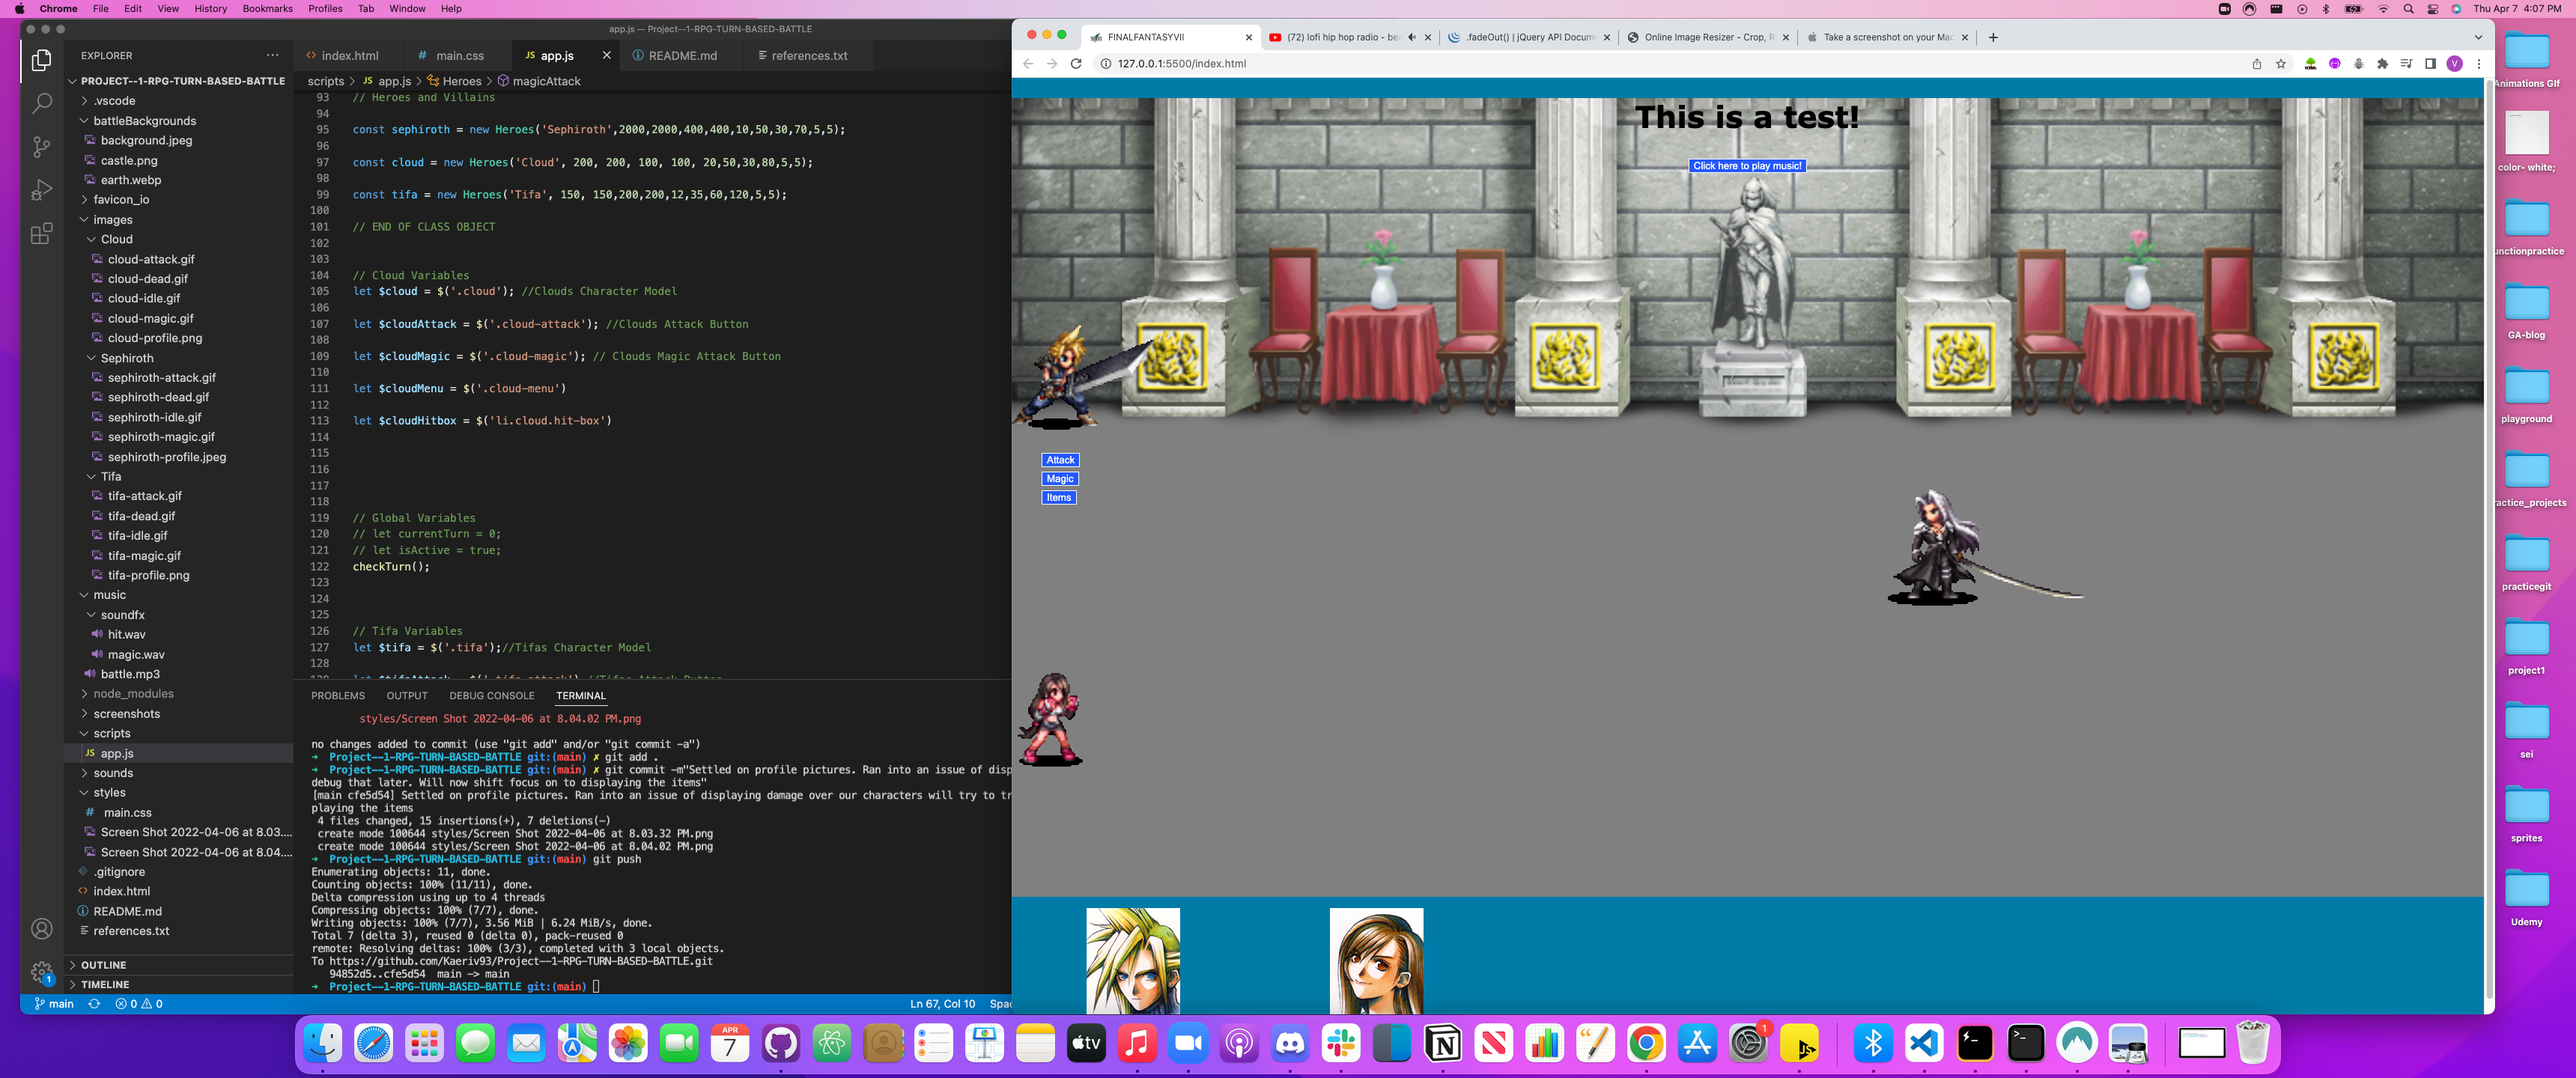 Chrome File Edit View History Bookmarks Profiles Tab Window Help
Thu Apr 7 4:07 PM
app.js — Project--1-RPG-TURN-BASED-BATTLE
EXPLORER
PROJECT--1-RPG-TURN-BASED-BATTLE
.vscode
battleBackgrounds
background.jpeg
castle.png
earth.webp
favicon_io
images
Cloud
cloud-attack.gif
cloud-dead.gif
cloud-idle.gif
cloud-magic.gif
cloud-profile.png
Sephiroth
sephiroth-attack.gif
sephiroth-dead.gif
sephiroth-idle.gif
sephiroth-magic.gif
sephiroth-profile.jpeg
Tifa
tifa-attack.gif
tifa-dead.gif
tifa-idle.gif
tifa-magic.gif
tifa-profile.png
music
soundfx
hit.wav
magic.wav
battle.mp3
node_modules
screenshots
scripts
JS app.js
sounds
styles
# main.css
Screen Shot 2022-04-06 at 8.03....
Screen Shot 2022-04-06 at 8.04....
.gitignore
index.html
README.md
references.txt
OUTLINE
TIMELINE
main 0 0 Ln 67, Col 10 Spac
index.html # main.css JS app.js README.md references.txt
scripts > JS app.js > Heroes > magicAttack
93 // Heroes and Villains
94
95 const sephiroth = new Heroes('Sephiroth',2000,2000,400,400,10,50,30,70,5,5);
96
97 const cloud = new Heroes('Cloud', 200, 200, 100, 100, 20,50,30,80,5,5);
98
99 const tifa = new Heroes('Tifa', 150, 150,200,200,12,35,60,120,5,5);
100
101 // END OF CLASS OBJECT
102
103
104 // Cloud Variables
105 let $cloud = $('.cloud'); //Clouds Character Model
106
107 let $cloudAttack = $('.cloud-attack'); //Clouds Attack Button
108
109 let $cloudMagic = $('.cloud-magic'); // Clouds Magic Attack Button
110
111 let $cloudMenu = $('.cloud-menu')
112
113 let $cloudHitbox = $('li.cloud.hit-box')
114
115
116
117
118
119 // Global Variables
120 // let currentTurn = 0;
121 // let isActive = true;
122 checkTurn();
123
124
125
126 // Tifa Variables
127 let $tifa = $('.tifa');//Tifas Character Model
128
PROBLEMS OUTPUT DEBUG CONSOLE TERMINAL
styles/Screen Shot 2022-04-06 at 8.04.02 PM.png
no changes added to commit (use "git add" and/or "git commit -a")
➜ Project--1-RPG-TURN-BASED-BATTLE git:(main) ✗ git add .
➜ Project--1-RPG-TURN-BASED-BATTLE git:(main) ✗ git commit -m"Settled on profile pictures. Ran into an issue of disp
debug that later. Will now shift focus on to displaying the items"
[main cfe5d54] Settled on profile pictures. Ran into an issue of displaying damage over our characters will try to tr
playing the items
4 files changed, 15 insertions(+), 7 deletions(-)
create mode 100644 styles/Screen Shot 2022-04-06 at 8.03.32 PM.png
create mode 100644 styles/Screen Shot 2022-04-06 at 8.04.02 PM.png
➜ Project--1-RPG-TURN-BASED-BATTLE git:(main) git push
Enumerating objects: 11, done.
Counting objects: 100% (11/11), done.
Delta compression using up to 4 threads
Compressing objects: 100% (7/7), done.
Writing objects: 100% (7/7), 3.56 MiB | 6.24 MiB/s, done.
Total 7 (delta 3), reused 0 (delta 0), pack-reused 0
remote: Resolving deltas: 100% (3/3), completed with 3 local objects.
To https://github.com/Kaeriv93/Project--1-RPG-TURN-BASED-BATTLE.git
94852d5..cfe5d54 main -> main
➜ Project--1-RPG-TURN-BASED-BATTLE git:(main)
FINALFANTASYVII
(72) lofi hip hop radio - be
.fadeOut() | jQuery API Docum
Online Image Resizer - Crop, R
Take a screenshot on your Mac
127.0.0.1:5500/index.html
V
This is a test!
Click here to play music!
Attack
Magic
Items
Animations GIf
color- white;
unctionpractice
GA-blog
playground
ractice_projects
practicegit
project1
sei
sprites
Udemy
APR
7
tv
1
JS